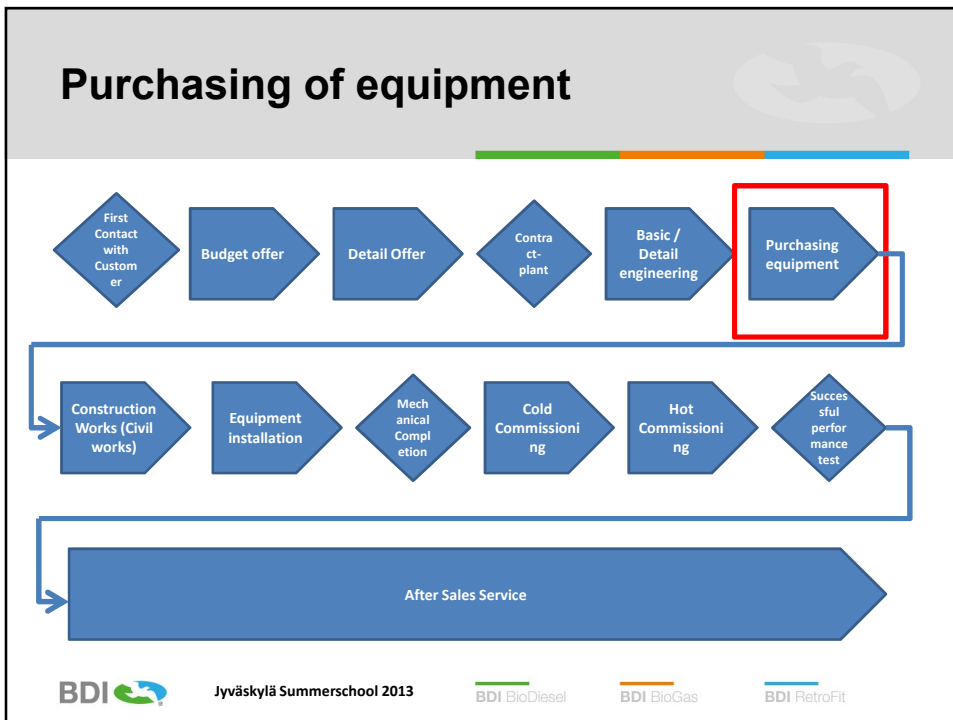 Purchasing of equipment
First
Contact
with
Custom
er
Budget offer
Detail Offer
Contra
ct-
plant
Basic /
Detail
engineering
Purchasing
equipment
Construction
Works (Civil
works)
Equipment
installation
Mech
anical
Compl
etion
Cold
Commissioni
ng
Hot
Commissioni
ng
Succes
sful
perfor
mance
test
After Sales Service
BDI
Jyväskylä Summerschool 2013
BDI BioDiesel
BDI BioGas
BDI RetroFit